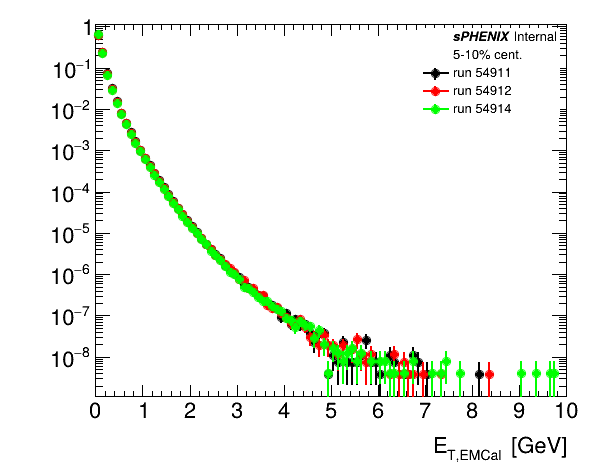 sPHENIX Internal
5-10% cent.
run 54911
run 54912
run 54914
1
10⁻¹
10⁻²
10⁻³
10⁻⁴
10⁻⁵
10⁻⁶
10⁻⁷
10⁻⁸
0 1 2 3 4 5 6 7 8 9 10
E_T,EMCal [GeV]